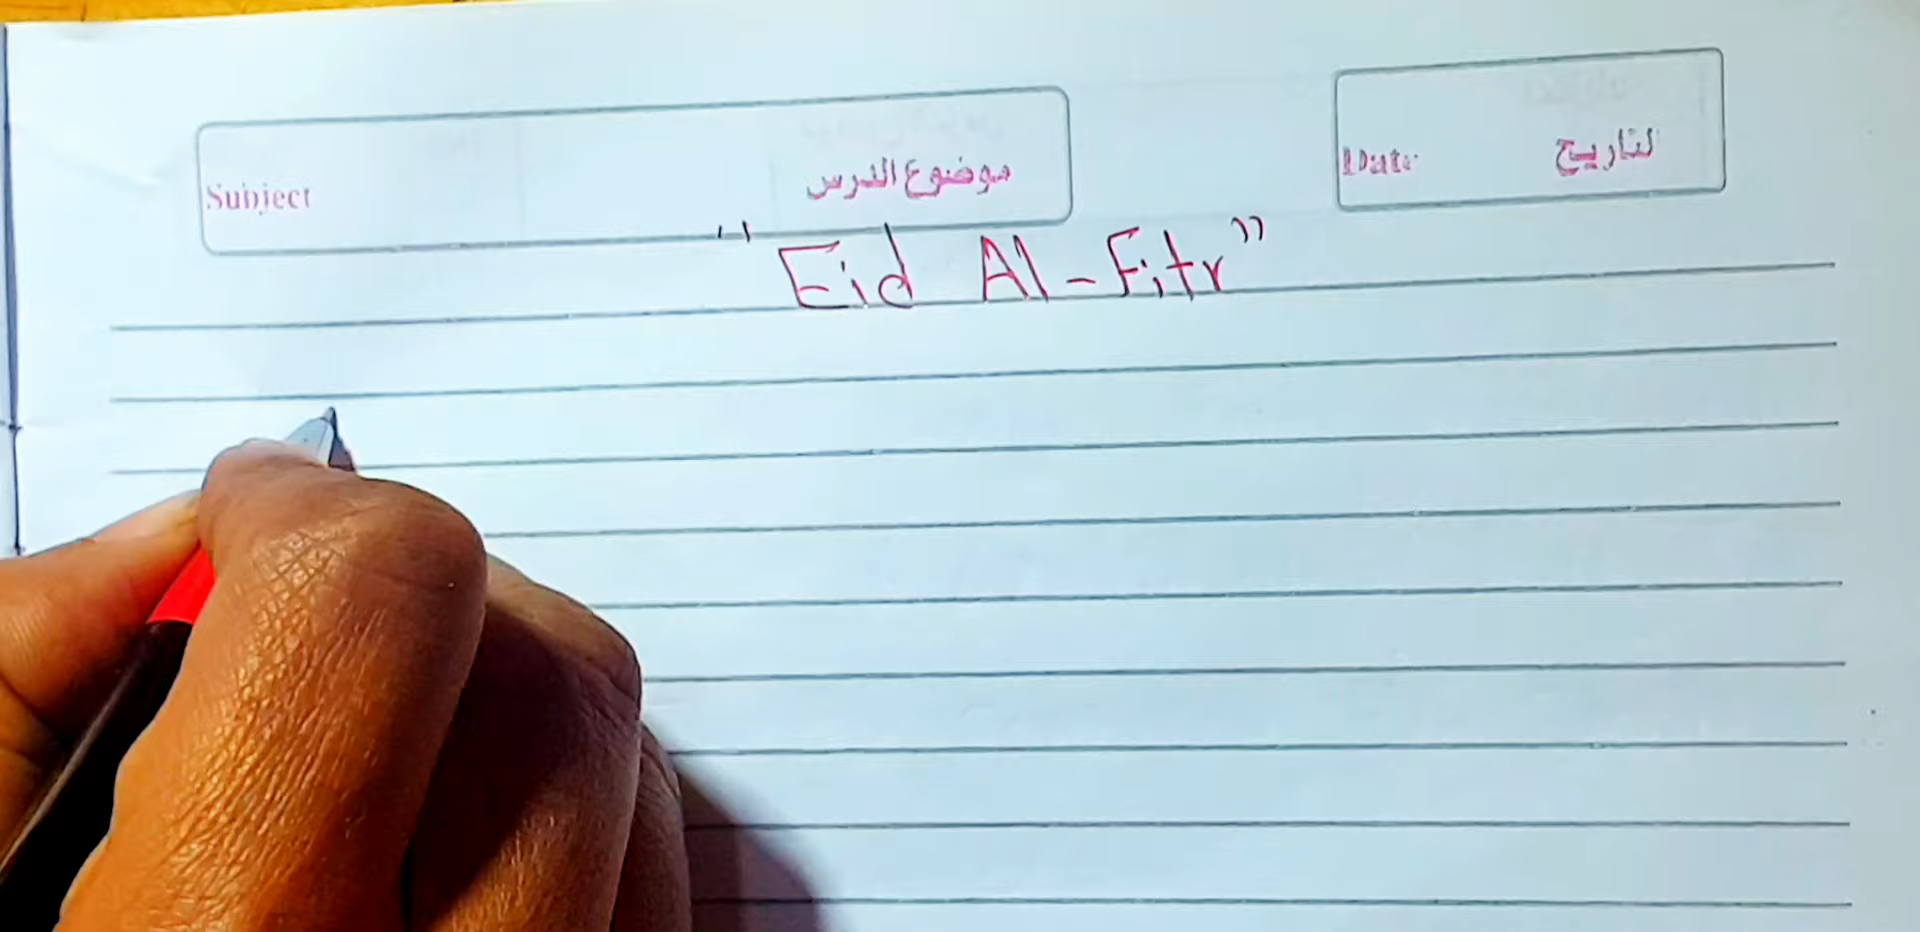 Subject موضوع الدرس Date التاريخ
"Eid Al-Fitr"